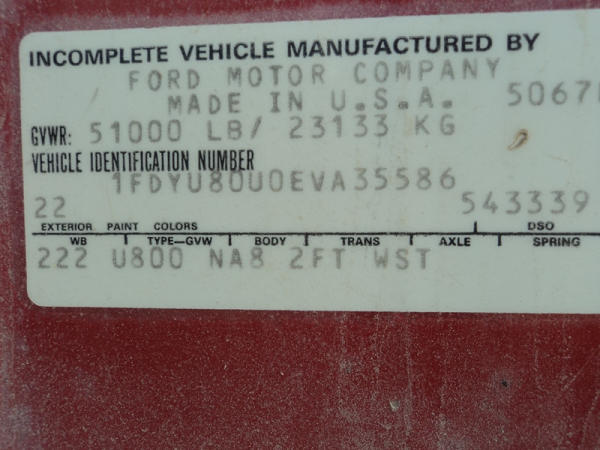 INCOMPLETE VEHICLE MANUFACTURED BY
FORD MOTOR COMPANY
MADE IN U.S.A. 5067
GVWR: 51000 LB/ 23133 KG
VEHICLE IDENTIFICATION NUMBER
1FDYU80U0EVA35586
22 543339
EXTERIOR PAINT COLORS DSO
WB TYPE—GVW BODY TRANS AXLE SPRING
222 U800 NA8 2FT WST